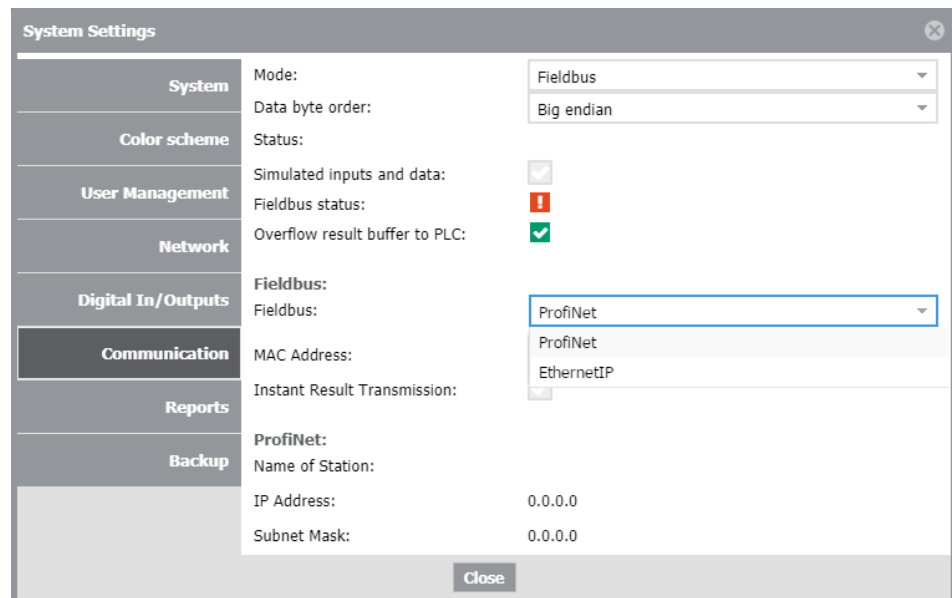 System Settings
System
Color scheme
User Management
Network
Digital In/Outputs
Communication
Reports
Backup
Mode: Fieldbus
Data byte order: Big endian
Status:
Simulated inputs and data:
Fieldbus status:
Overflow result buffer to PLC:
Fieldbus:
Fieldbus: ProfiNet
ProfiNet
EthernetIP
MAC Address:
Instant Result Transmission:
ProfiNet:
Name of Station:
IP Address: 0.0.0.0
Subnet Mask: 0.0.0.0
Close